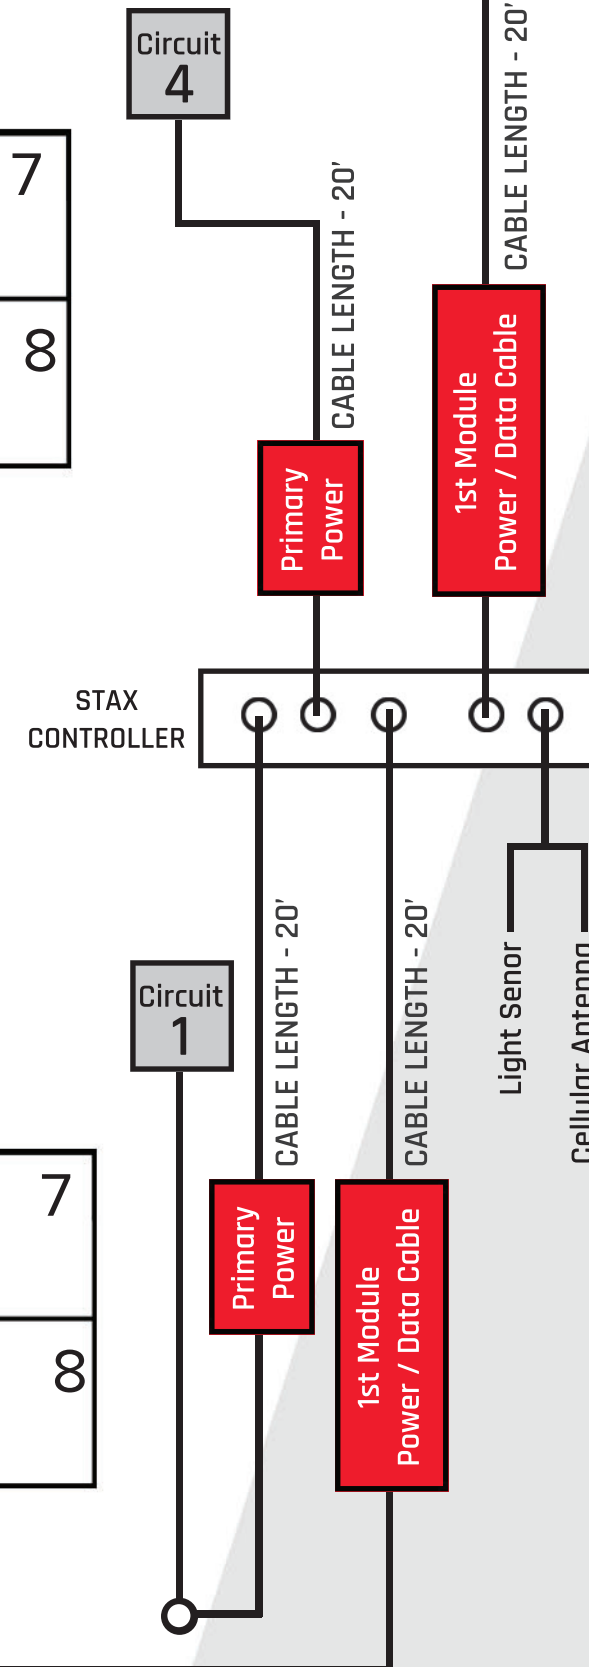 Circuit
4
CABLE LENGTH - 20'
7
CABLE LENGTH - 20'
8
1st Module
Power / Data Cable
Primary
Power
STAX
CONTROLLER
CABLE LENGTH - 20'
CABLE LENGTH - 20'
Light Senor
Cellular Antenna
Circuit
1
7
Primary
Power
1st Module
Power / Data Cable
8